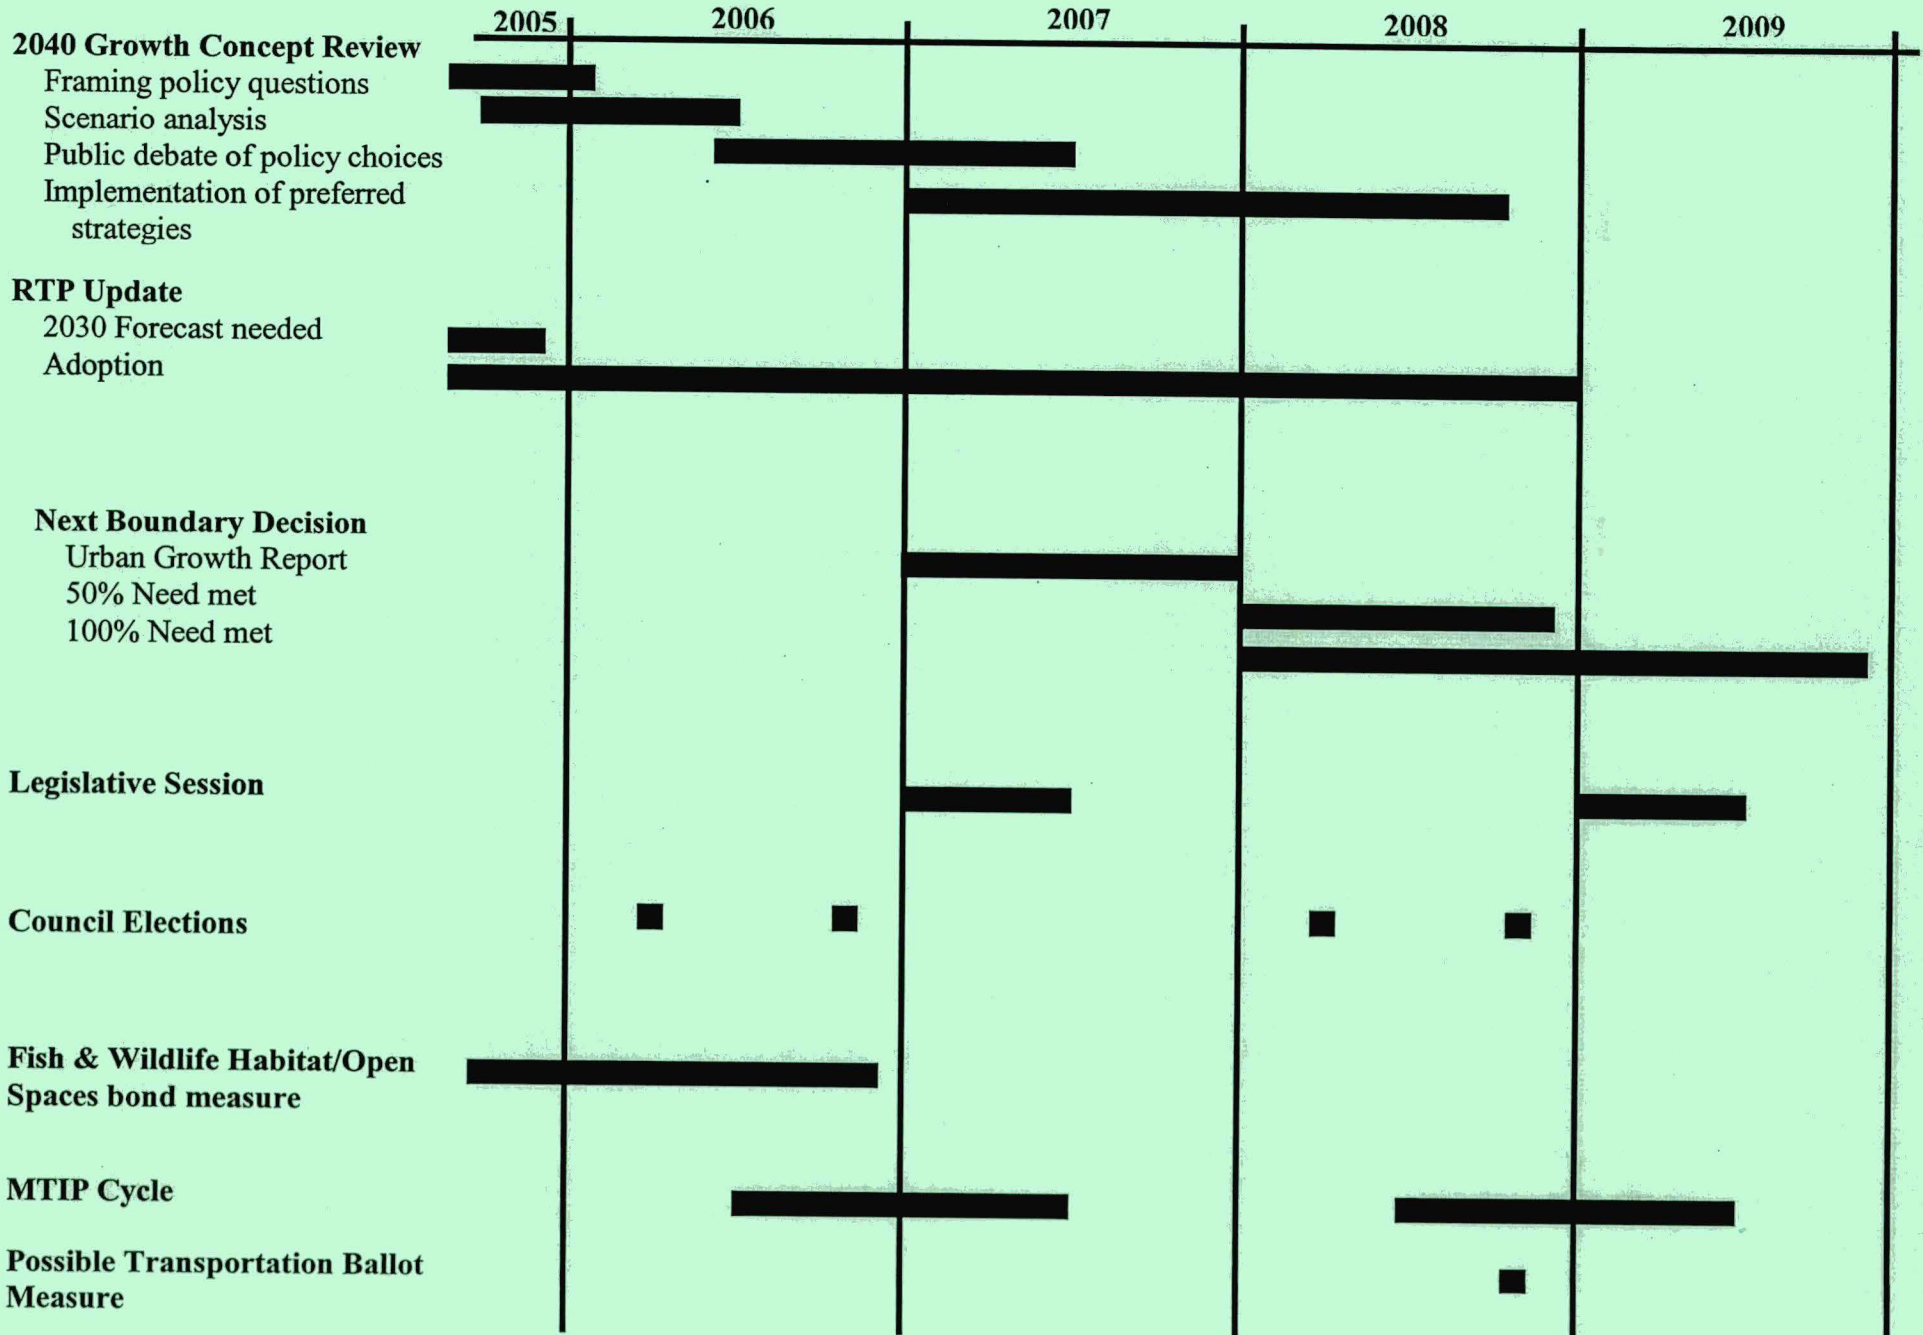 2005 2006 2007 2008 2009
2040 Growth Concept Review
Framing policy questions
Scenario analysis
Public debate of policy choices
Implementation of preferred
strategies
RTP Update
2030 Forecast needed
Adoption
Next Boundary Decision
Urban Growth Report
50% Need met
100% Need met
Legislative Session
Council Elections
Fish & Wildlife Habitat/Open
Spaces bond measure
MTIP Cycle
Possible Transportation Ballot
Measure